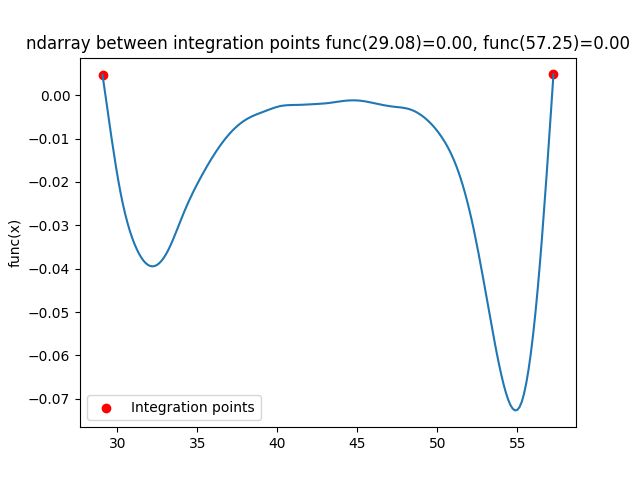 ndarray between integration points func(29.08)=0.00, func(57.25)=0.00
func(x)
0.00
−0.01
−0.02
−0.03
−0.04
−0.05
−0.06
−0.07
Integration points
30 35 40 45 50 55